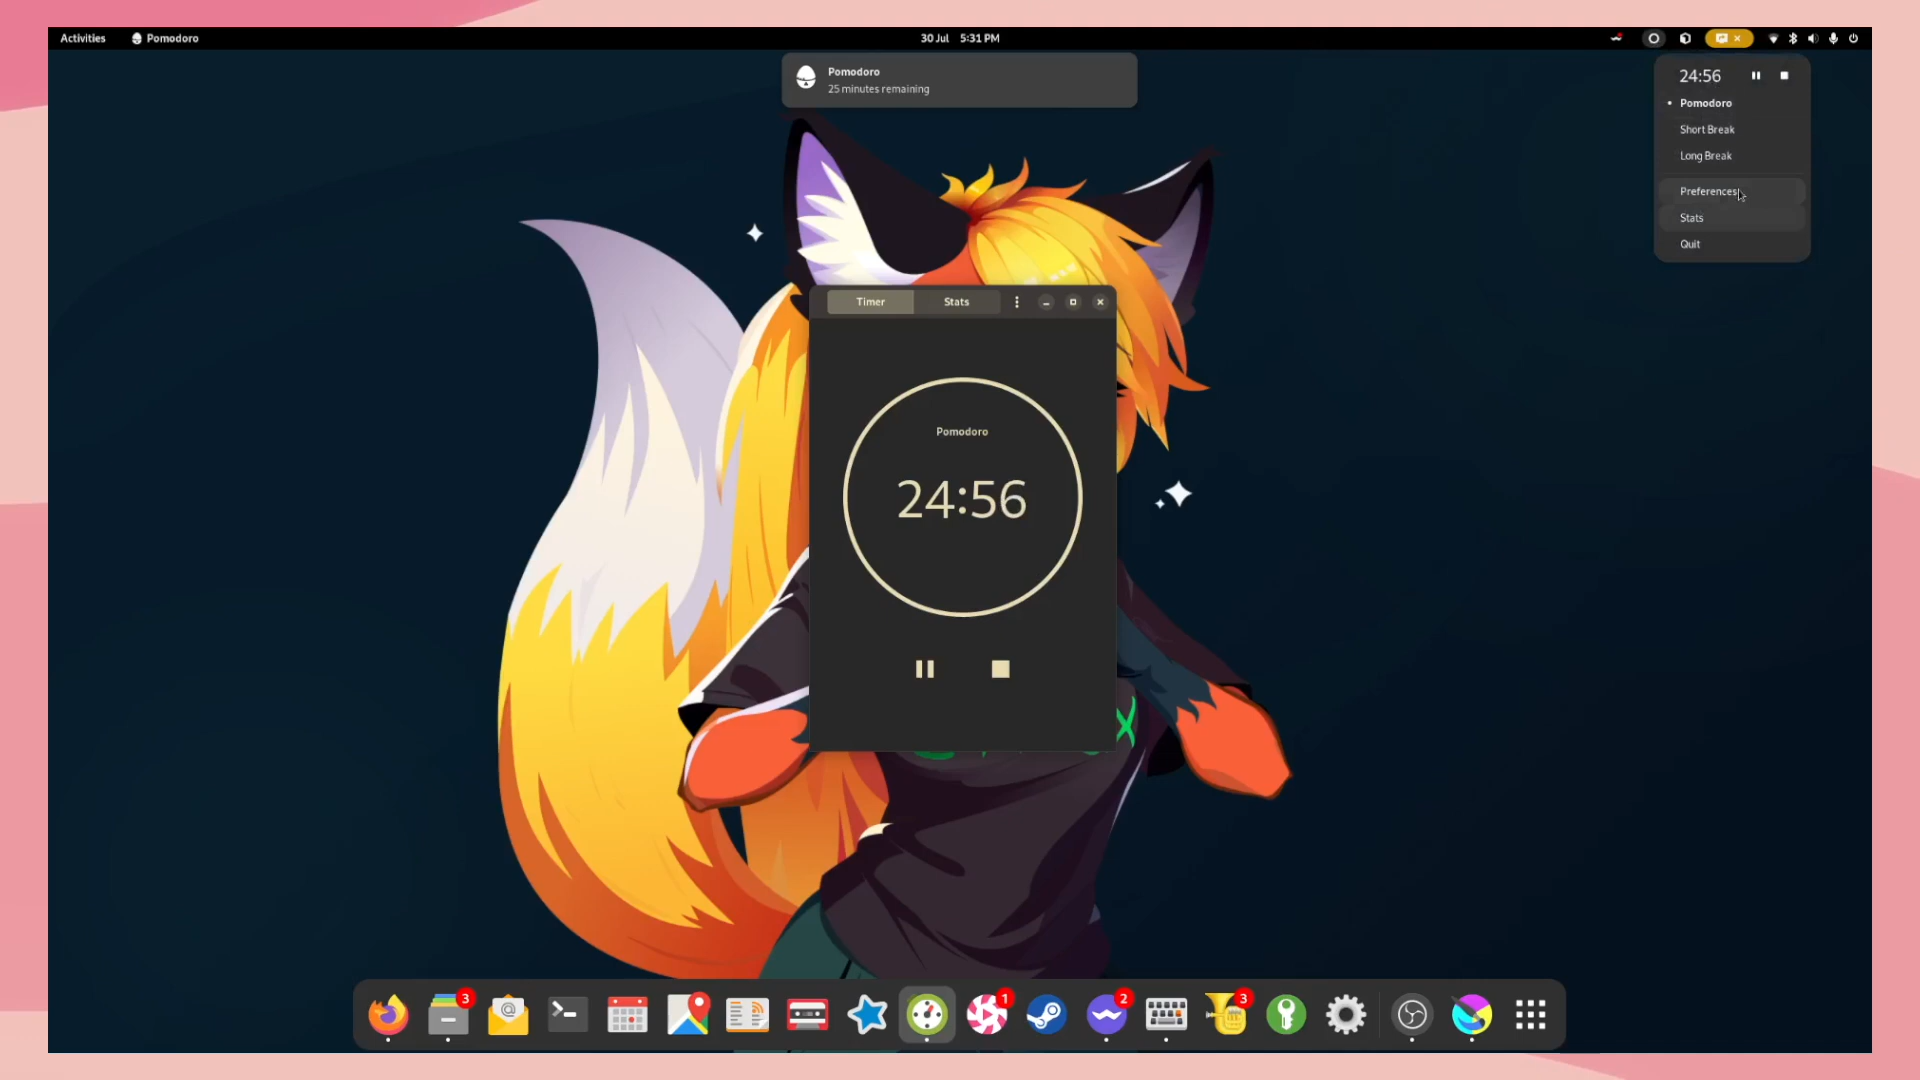 Activities
Pomodoro
30 Jul 5:31 PM
Pomodoro
25 minutes remaining
24:56
Pomodoro
Short Break
Long Break
Preferences
Stats
Quit
Timer
Stats
Pomodoro
24:56
3
1
2
3